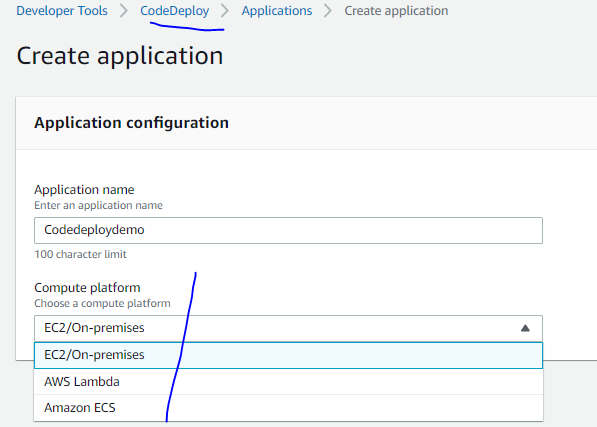 Developer Tools > CodeDeploy > Applications > Create application
Create application
Application configuration
Application name
Enter an application name
Codedeploydemo
100 character limit
Compute platform
Choose a compute platform
EC2/On-premises
EC2/On-premises
AWS Lambda
Amazon ECS